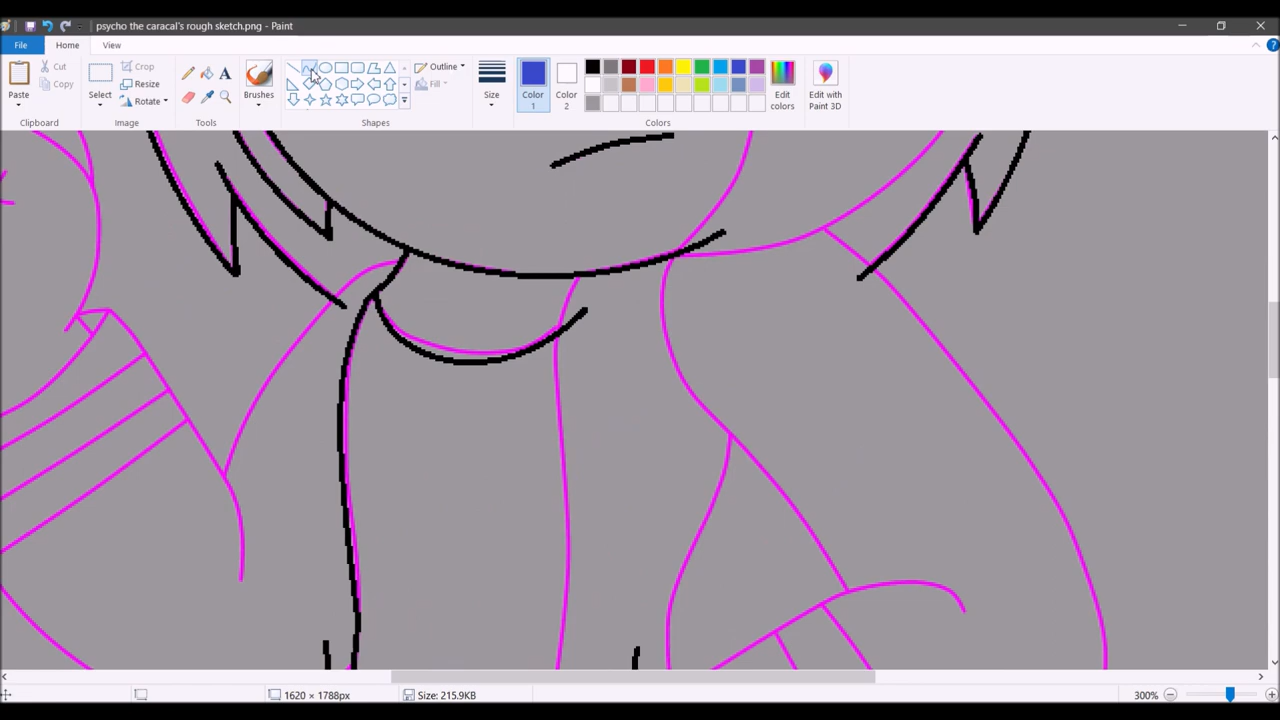 psycho the caracal's rough sketch.png - Paint
File
Home
View
Paste
Cut
Copy
Clipboard
Select
Crop
Resize
Rotate
Image
A
Tools
Brushes
Shapes
Outline
Fill
Size
Color
1
Color
2
Edit
colors
Edit with
Paint 3D
Colors
1620 × 1788px
Size: 215.9KB
300%